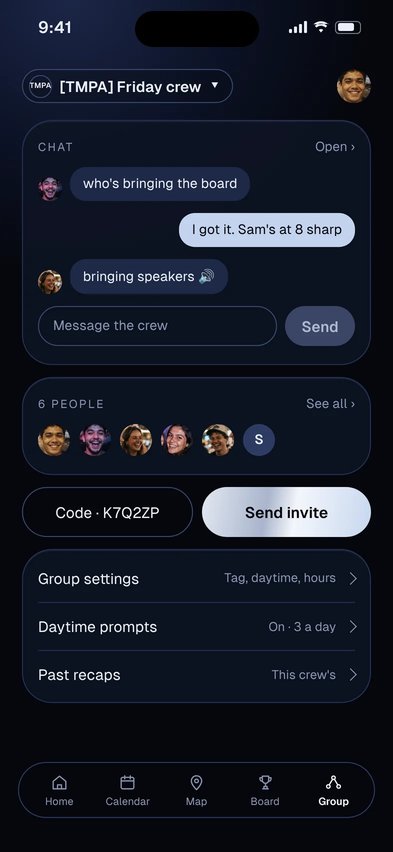 9:41
TMPA [TMPA] Friday crew ▼
CHAT Open ›
who's bringing the board
I got it. Sam's at 8 sharp
bringing speakers 🔊
Message the crew Send
6 PEOPLE See all ›
S
Code · K7Q2ZP Send invite
Group settings Tag, daytime, hours
Daytime prompts On · 3 a day
Past recaps This crew's
Home Calendar Map Board Group